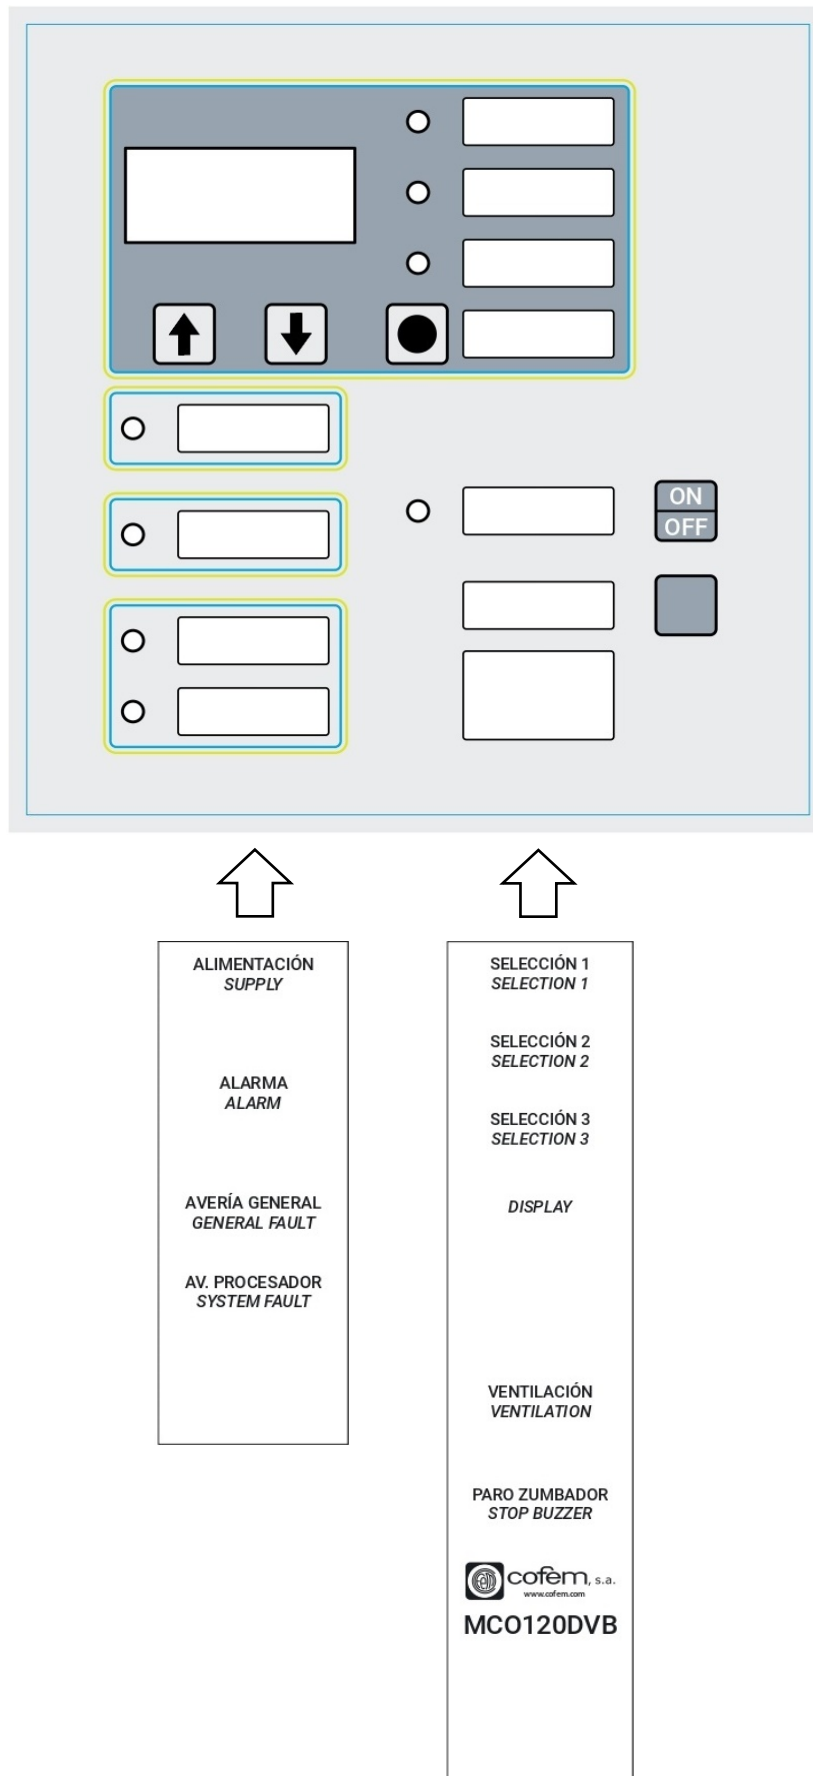 ON
OFF
ALIMENTACIÓN
SUPPLY
ALARMA
ALARM
AVERÍA GENERAL
GENERAL FAULT
AV. PROCESADOR
SYSTEM FAULT
SELECCIÓN 1
SELECTION 1
SELECCIÓN 2
SELECTION 2
SELECCIÓN 3
SELECTION 3
DISPLAY
VENTILACIÓN
VENTILATION
PARO ZUMBADOR
STOP BUZZER
cofem, s.a.
www.cofem.com
MCO120DVB